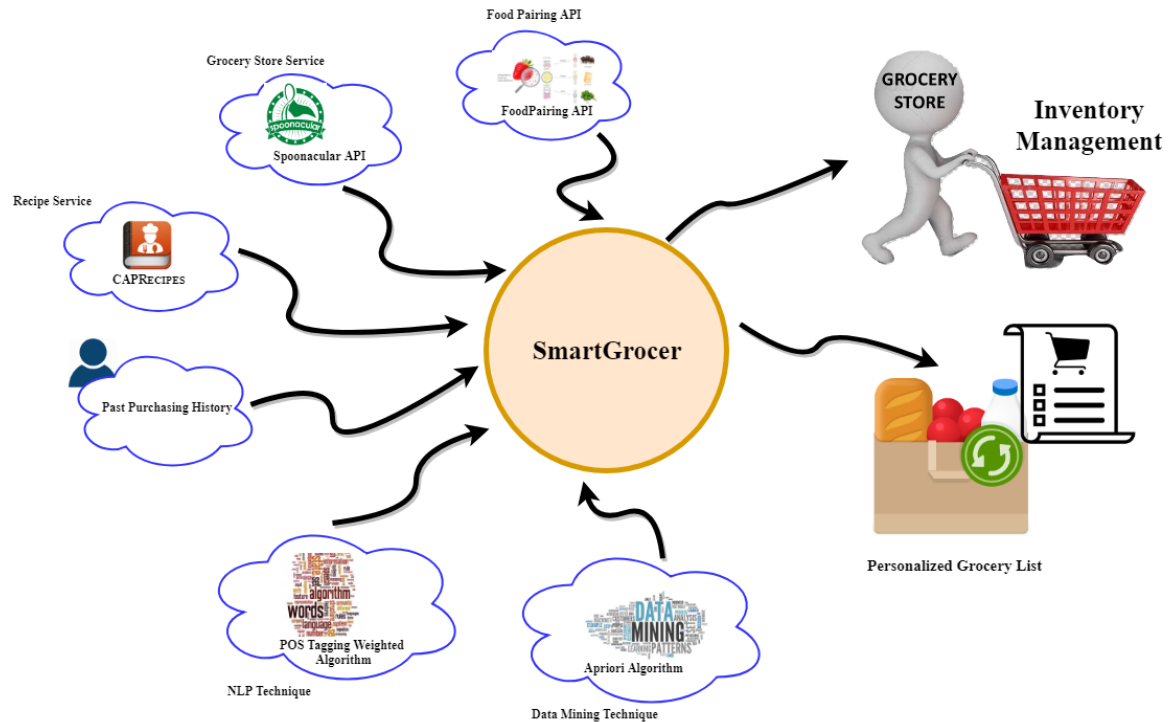 Food Pairing API
FoodPairing API
Grocery Store Service
spoonacular
Spoonacular API
GROCERY
STORE
Inventory
Management
Recipe Service
CAPRECIPES
SmartGrocer
Past Purchasing History
words
algorithm
language
POS Tagging Weighted
Algorithm
NLP Technique
DATA
MINING
PATTERNS
ANALYSIS
LEARNING
Apriori Algorithm
Data Mining Technique
Personalized Grocery List